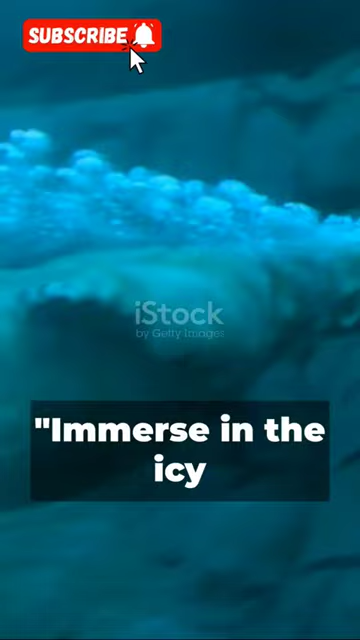 SUBSCRIBE
iStock
by Getty Images
"Immerse in the
icy